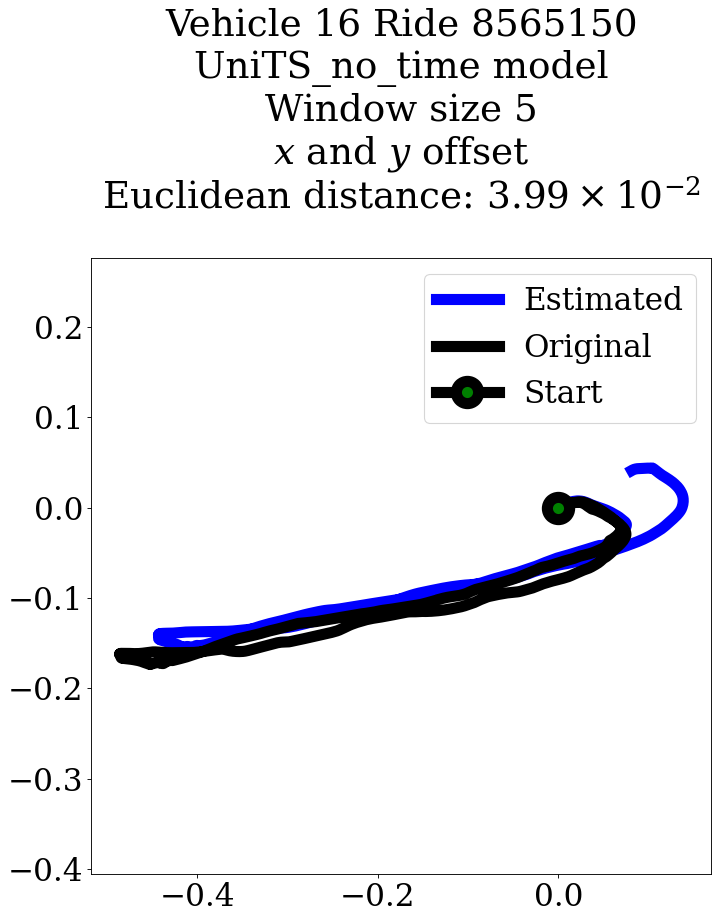 Vehicle 16 Ride 8565150
UniTS_no_time model
Window size 5
x and y offset
Euclidean distance: 3.99 × 10⁻²
Estimated
Original
Start
0.2
0.1
0.0
−0.1
−0.2
−0.3
−0.4
−0.4 −0.2 0.0